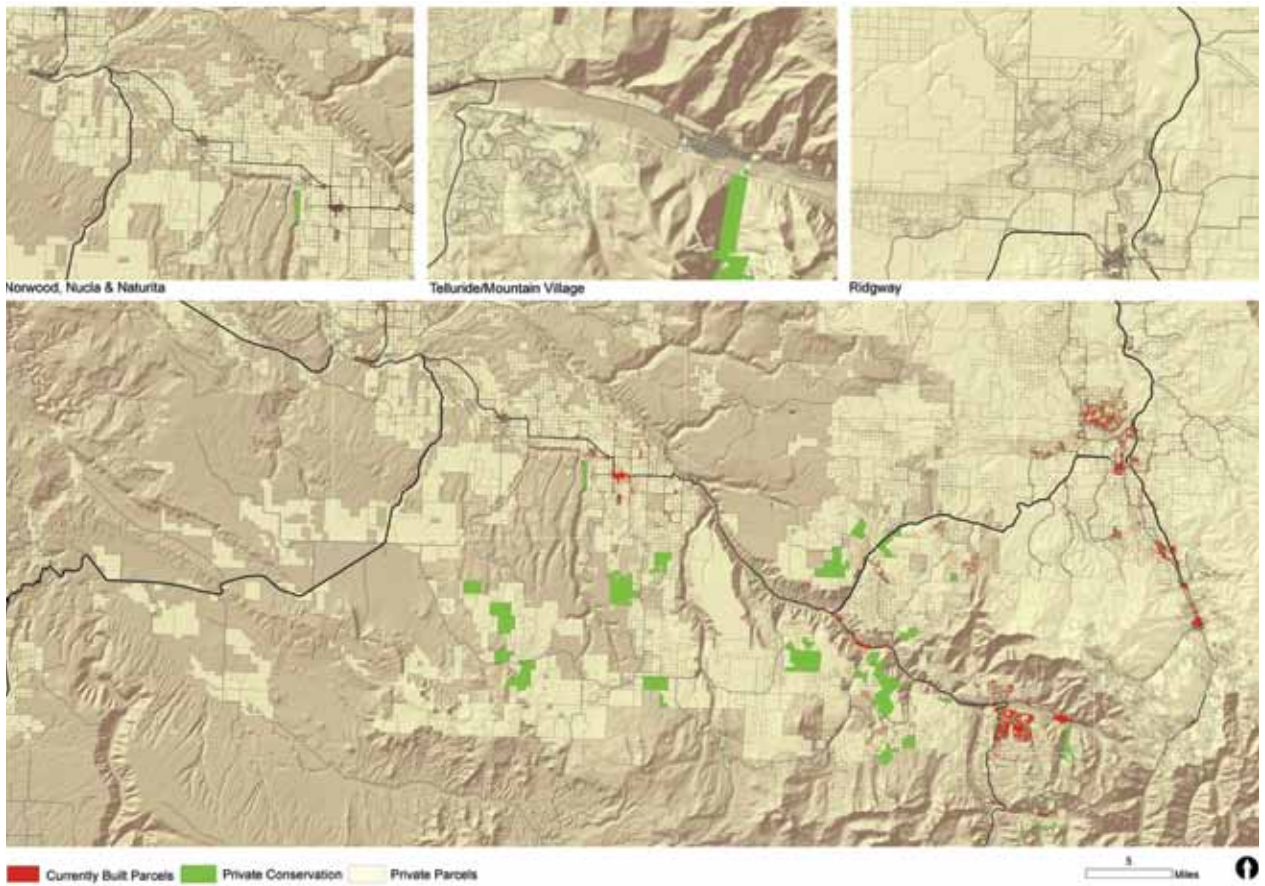 Norwood, Nucla & Naturita
Telluride/Mountain Village
Ridgway
Currently Built Parcels
Private Conservation
Private Parcels
5
Miles